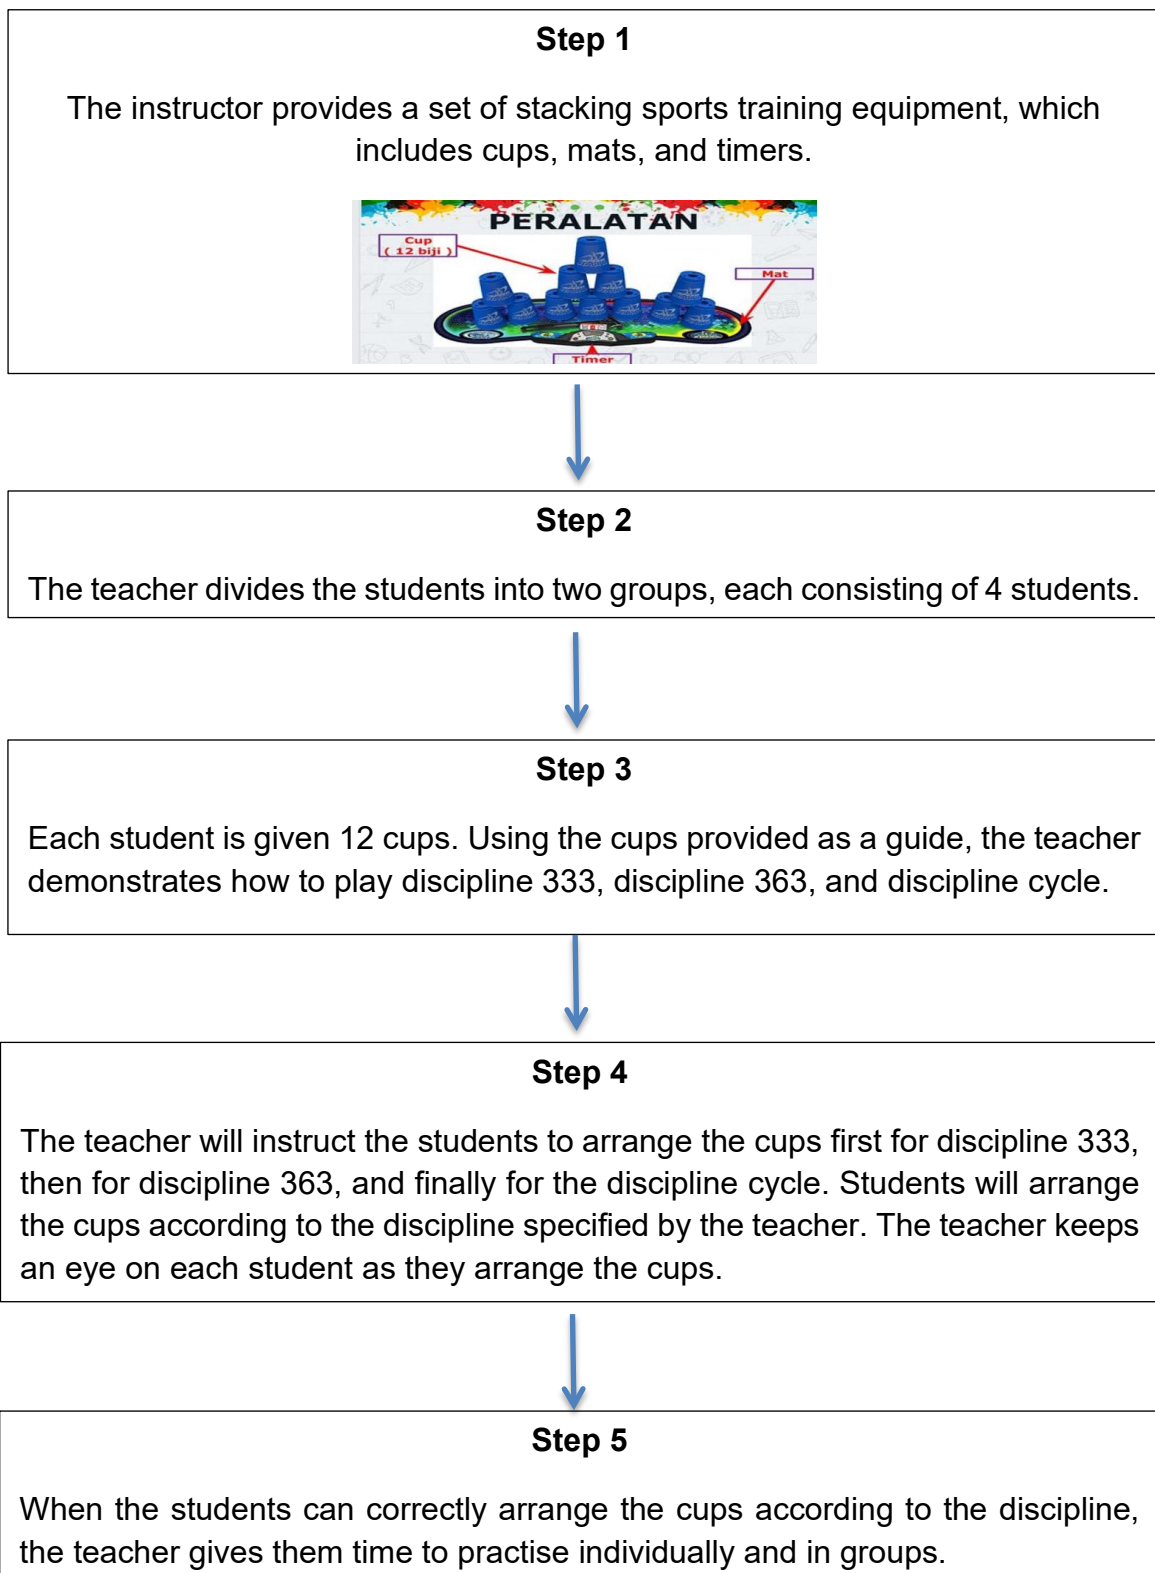 Step 1
The instructor provides a set of stacking sports training equipment, which
includes cups, mats, and timers.
PERALATAN
Cup
( 12 biji )
Mat
Timer
Step 2
The teacher divides the students into two groups, each consisting of 4 students.
Step 3
Each student is given 12 cups. Using the cups provided as a guide, the teacher
demonstrates how to play discipline 333, discipline 363, and discipline cycle.
Step 4
The teacher will instruct the students to arrange the cups first for discipline 333,
then for discipline 363, and finally for the discipline cycle. Students will arrange
the cups according to the discipline specified by the teacher. The teacher keeps
an eye on each student as they arrange the cups.
Step 5
When the students can correctly arrange the cups according to the discipline,
the teacher gives them time to practise individually and in groups.